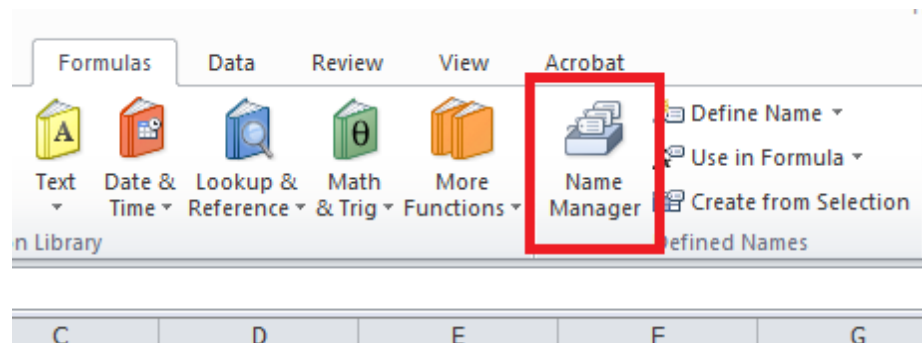 Formulas Data Review View Acrobat
A θ Define Name
Use in Formula
Text Date & Lookup & Math More Name
Time Reference & Trig Functions Manager Create from Selection
n Library Defined Names
C D E F G